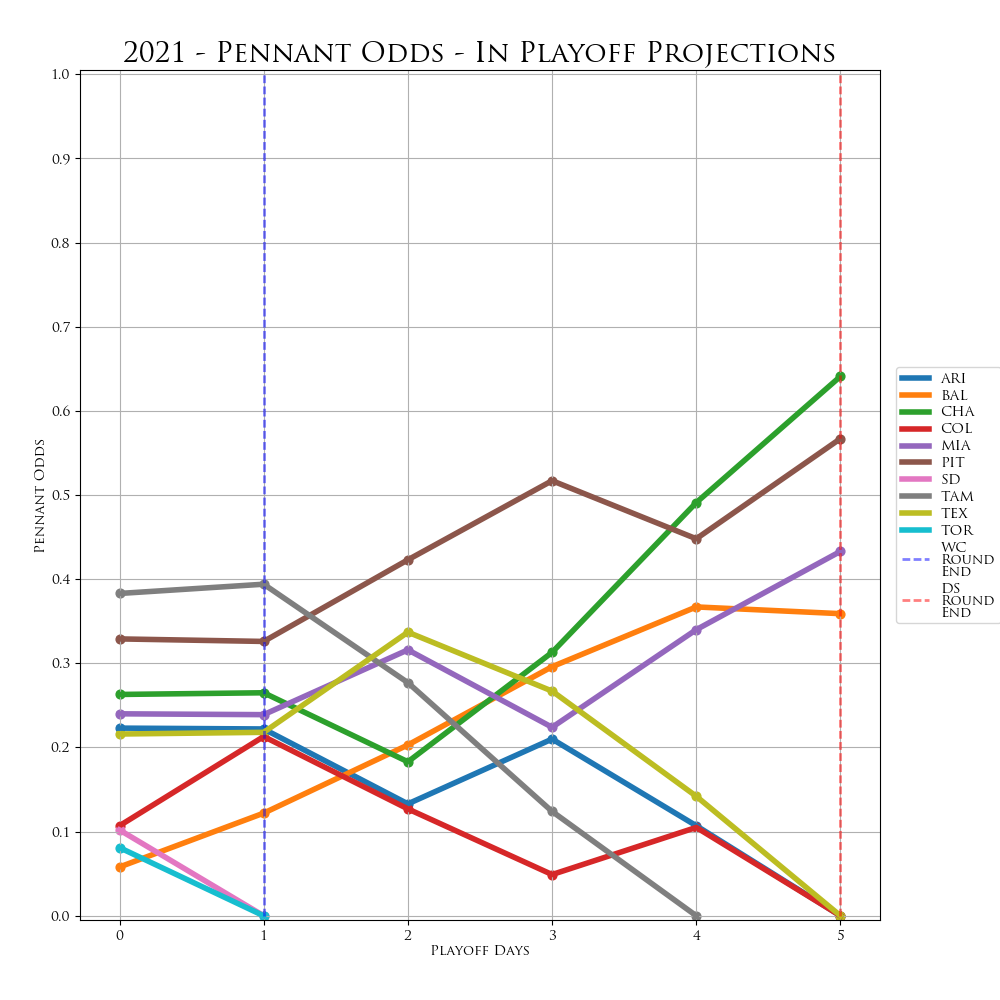 2021 - Pennant Odds - In Playoff Projections
1.0
0.9
0.8
0.7
0.6
0.5
0.4
0.3
0.2
0.1
0.0
Pennant Odds
0 1 2 3 4 5
Playoff Days
ARI
BAL
CHA
COL
MIA
PIT
SD
TAM
TEX
TOR
WC
Round
End
DS
Round
End